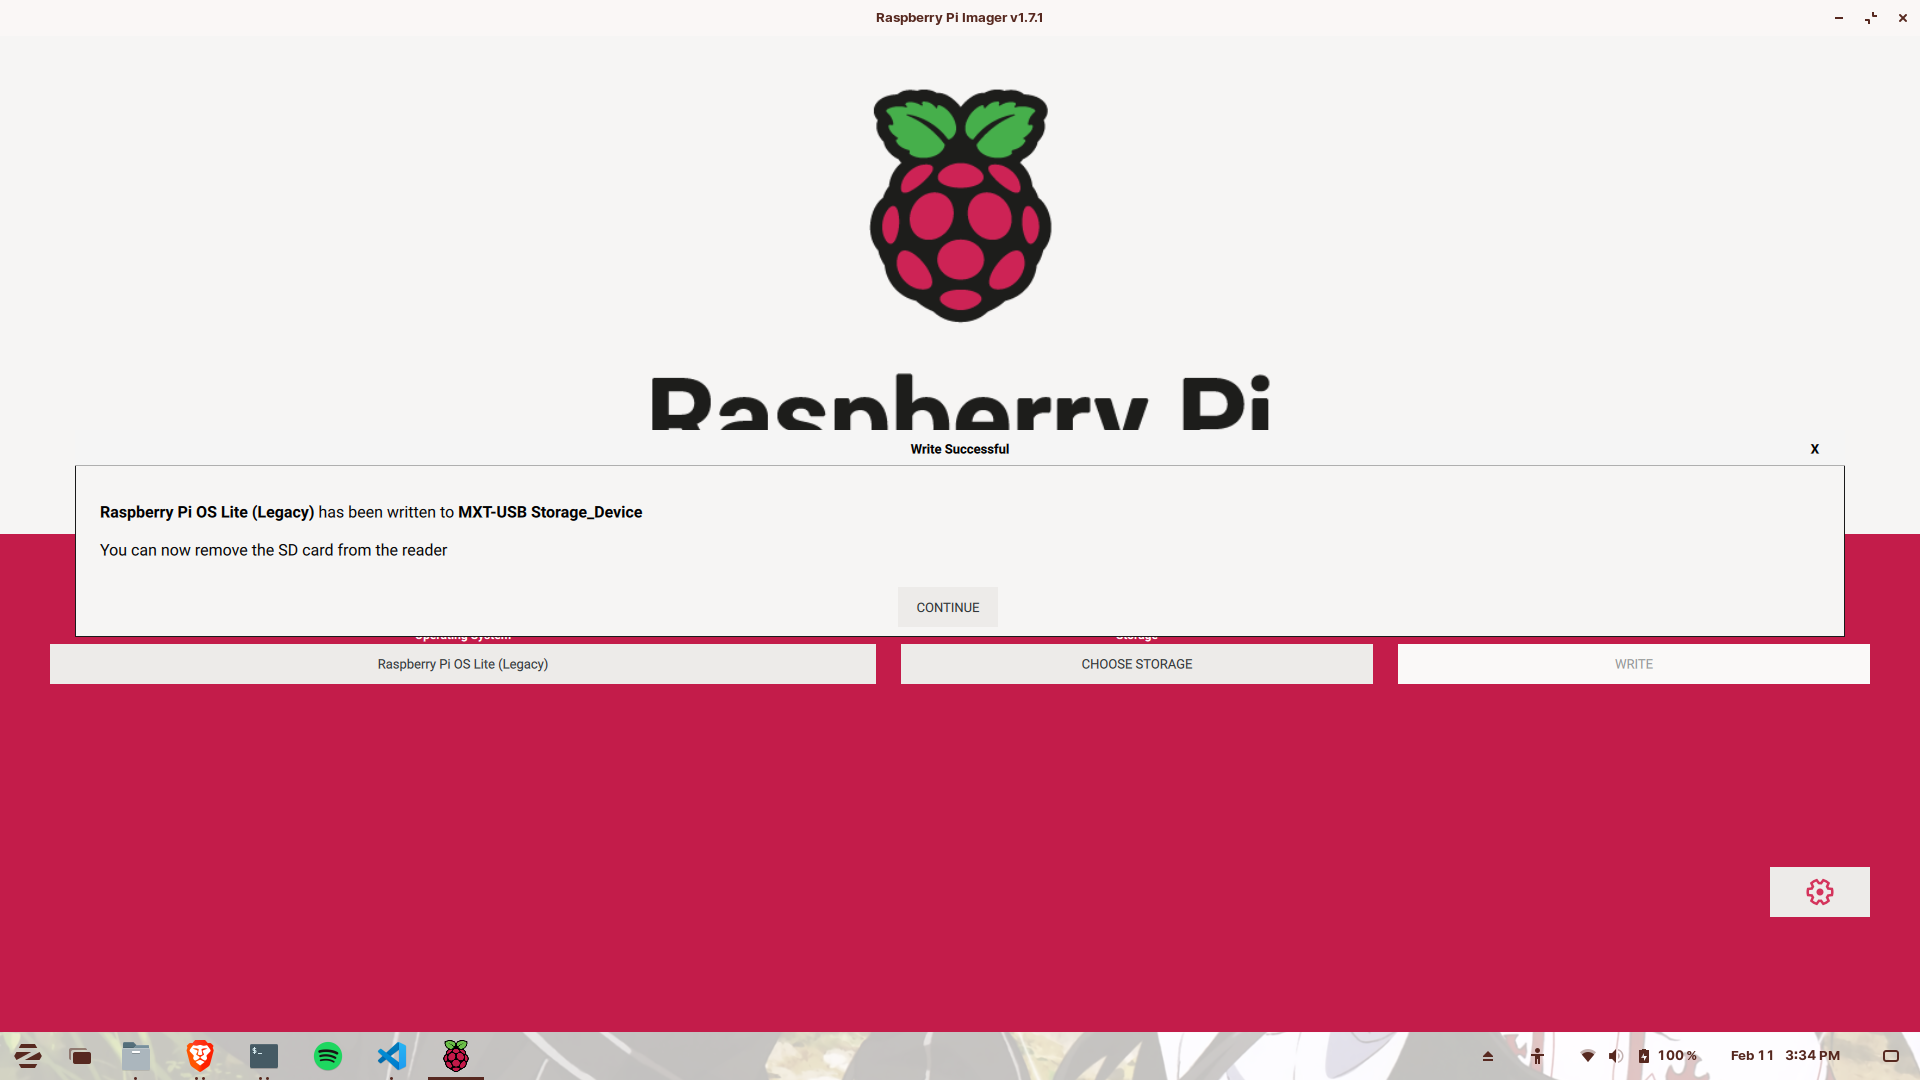 Raspberry Pi Imager v1.7.1
Raspberry Pi
Write Successful
X
Raspberry Pi OS Lite (Legacy) has been written to MXT-USB Storage_Device
You can now remove the SD card from the reader
CONTINUE
Operating System
Storage
Raspberry Pi OS Lite (Legacy)
CHOOSE STORAGE
WRITE
100 %
Feb 11 3:34 PM